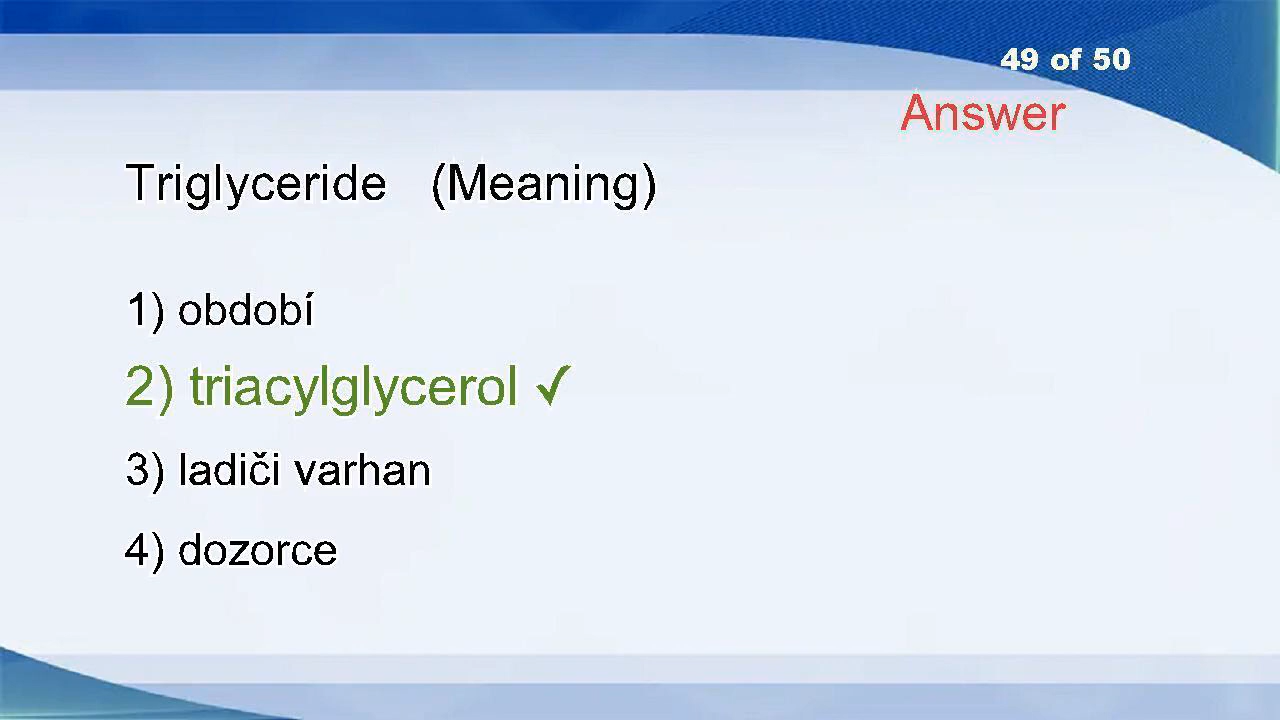 49 of 50
Answer
Triglyceride (Meaning)
1) období
2) triacylglycerol ✓
3) ladiči varhan
4) dozorce